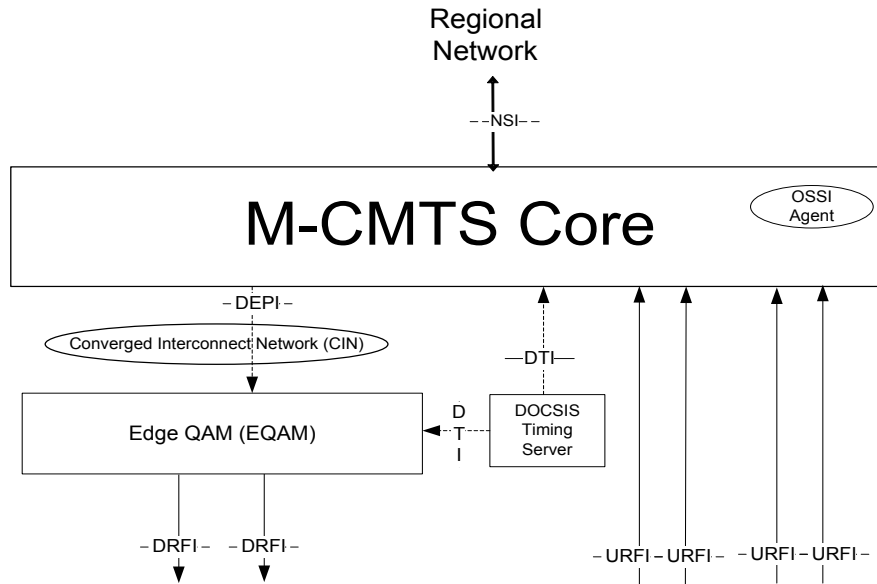 Regional
Network
NSI
M-CMTS Core
OSSI
Agent
DEPI
Converged Interconnect Network (CIN)
DTI
Edge QAM (EQAM)
D
T
I
DOCSIS
Timing
Server
DRFI
DRFI
URFI
URFI
URFI
URFI